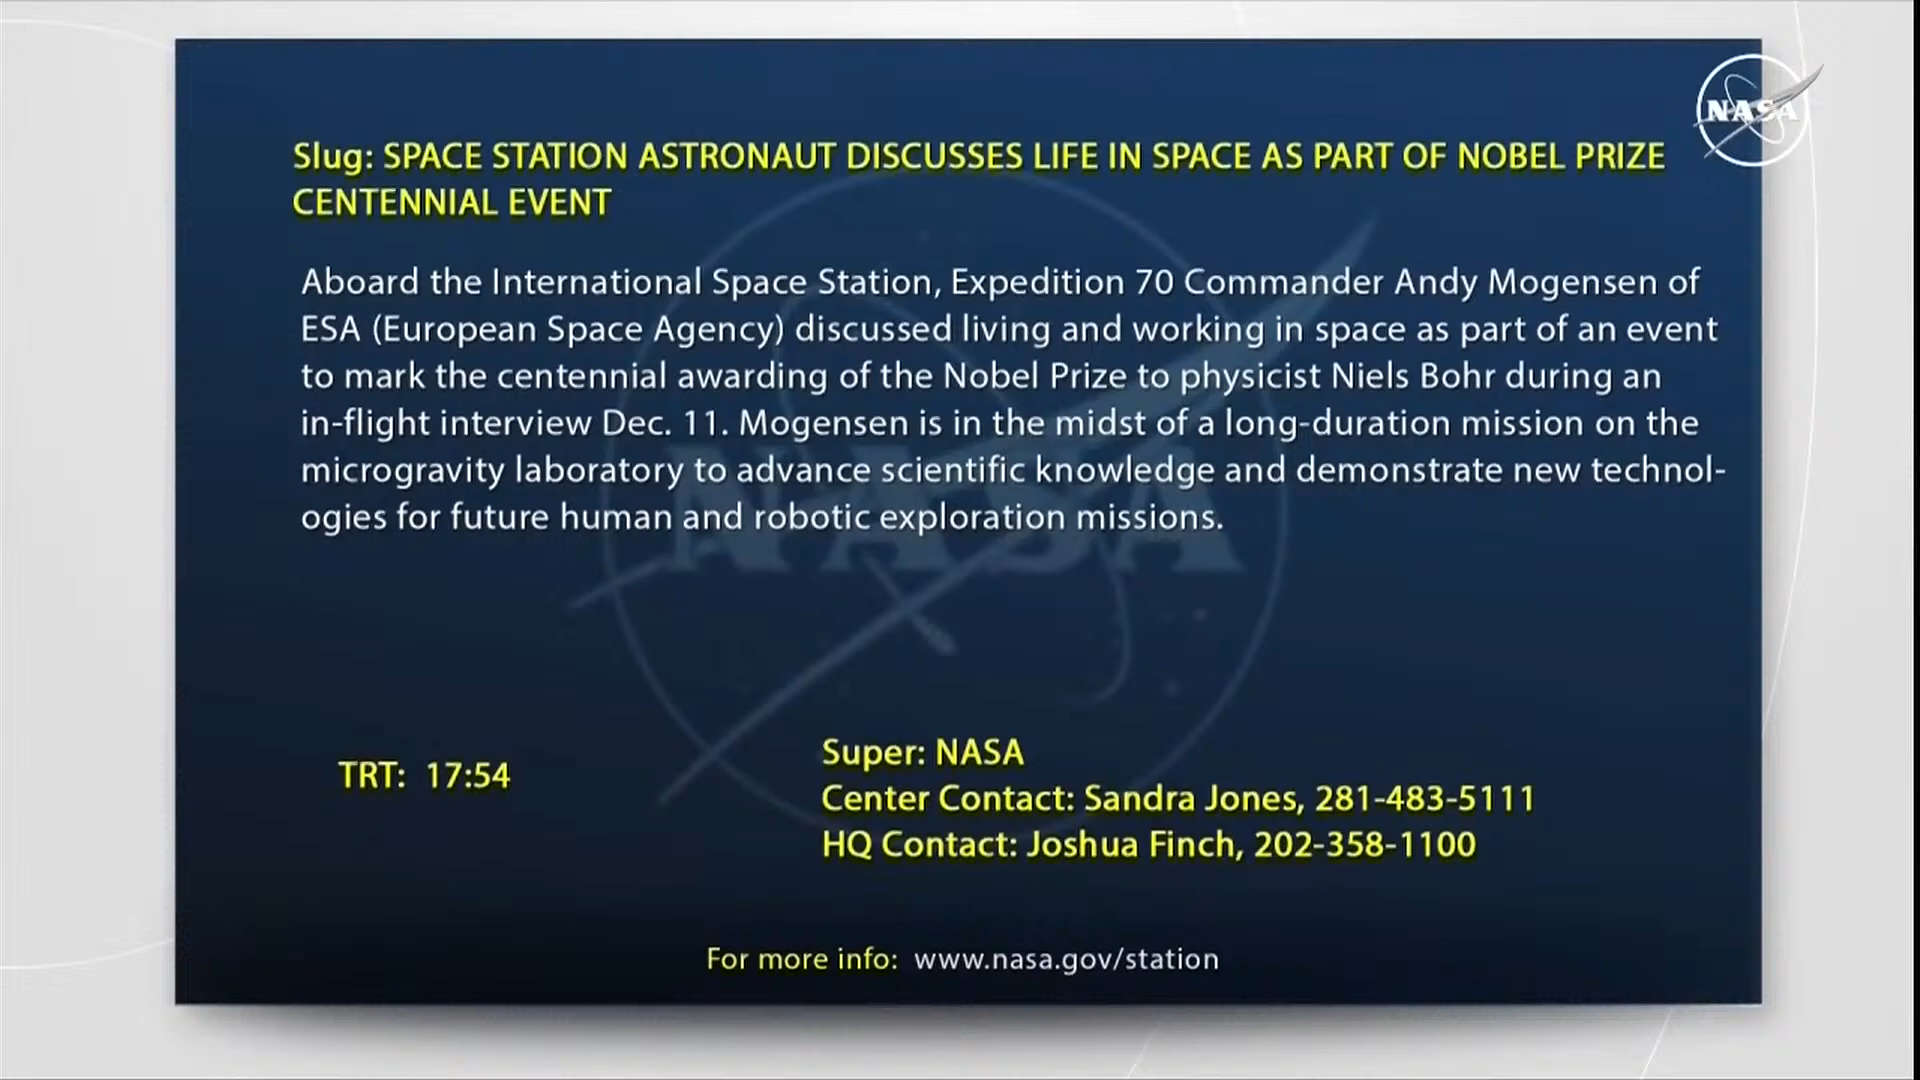 NASA
Slug: SPACE STATION ASTRONAUT DISCUSSES LIFE IN SPACE AS PART OF NOBEL PRIZE
CENTENNIAL EVENT
Aboard the International Space Station, Expedition 70 Commander Andy Mogensen of
ESA (European Space Agency) discussed living and working in space as part of an event
to mark the centennial awarding of the Nobel Prize to physicist Niels Bohr during an
in-flight interview Dec. 11. Mogensen is in the midst of a long-duration mission on the
microgravity laboratory to advance scientific knowledge and demonstrate new technol-
ogies for future human and robotic exploration missions.
NASA
TRT: 17:54
Super: NASA
Center Contact: Sandra Jones, 281-483-5111
HQ Contact: Joshua Finch, 202-358-1100
For more info: www.nasa.gov/station